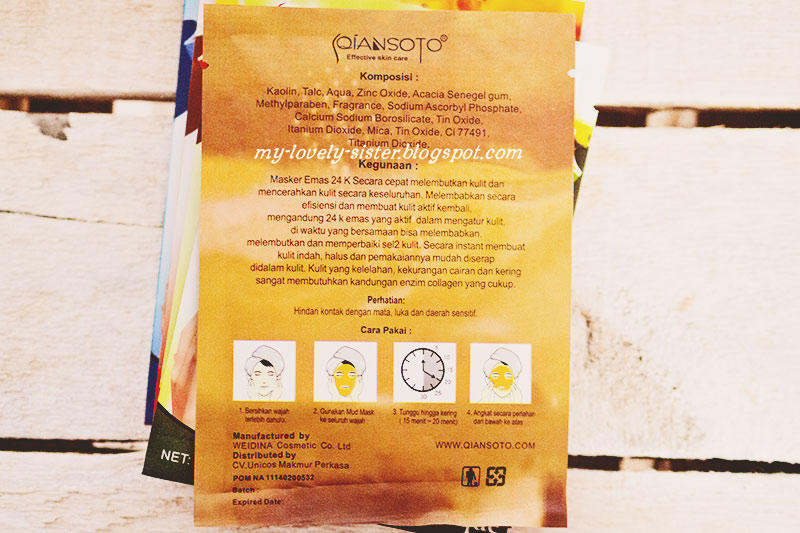 QIANSOTO®
Effective skin care
Komposisi :
Kaolin, Talc, Aqua, Zinc Oxide, Acacia Senegel gum,
Methylparaben, Fragrance, Sodium Ascorbyl Phosphate,
Calcium Sodium Borosilicate, Tin Oxide,
Itanium Dioxide, Mica, Tin Oxide, Ci 77491,
Titanium Dioxide,
my-lovely-sister.blogspot.com
Kegunaan :
Masker Emas 24 K Secara cepat melembutkan kulit dan
mencerahkan kulit secara keseluruhan. Melembabkan secara
efisiensi dan membuat kulit aktif kembali,
mengandung 24 k emas yang aktif dalam mengatur kulit,
di waktu yang bersamaan bisa melembabkan,
melembutkan dan memperbaiki sel2 kulit. Secara instant membuat
kulit indah, halus dan pemakaiannya mudah diserap
didalam kulit. Kulit yang kelelahan, kekurangan cairan dan kering
sangat membutuhkan kandungan enzim collagen yang cukup.
Perhatian:
Hindari kontak dengan mata, luka dan daerah sensitif.
Cara Pakai :
5
10
15
20
25
30
1. Bersihkan wajah
terlebih dahulu.
2. Gunakan Mud Mask
ke seluruh wajah
3. Tunggu hingga kering
( 15 menit ~ 20 menit)
4. Angkat secara perlahan
dari bawah ke atas
Manufactured by
WEIDINA Cosmetic Co. Ltd
Distributed by
CV.Unicos Makmur Perkasa
POM NA 11140200532
Batch :
Expired Date:
WWW.QIANSOTO.COM
NET: